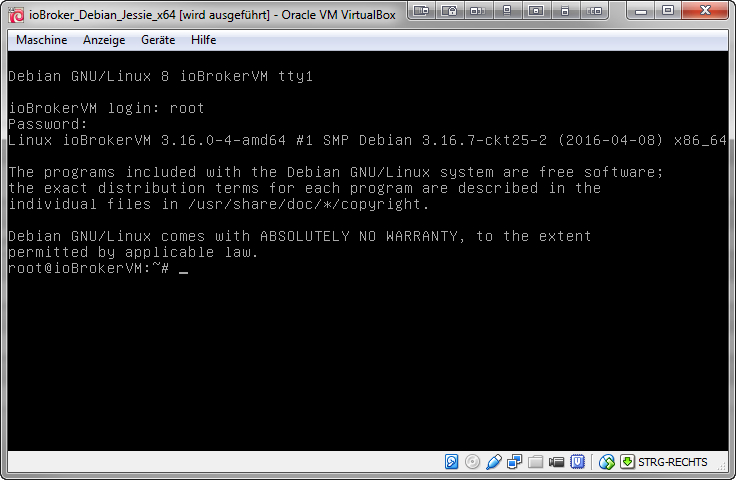 ioBroker_Debian_Jessie_x64 [wird ausgeführt] - Oracle VM VirtualBox
Maschine Anzeige Geräte Hilfe
Debian GNU/Linux 8 ioBrokerVM tty1
ioBrokerVM login: root
Password:
Linux ioBrokerVM 3.16.0-4-amd64 #1 SMP Debian 3.16.7-ckt25-2 (2016-04-08) x86_64
The programs included with the Debian GNU/Linux system are free software;
the exact distribution terms for each program are described in the
individual files in /usr/share/doc/*/copyright.
Debian GNU/Linux comes with ABSOLUTELY NO WARRANTY, to the extent
permitted by applicable law.
root@ioBrokerVM:~# _
STRG-RECHTS